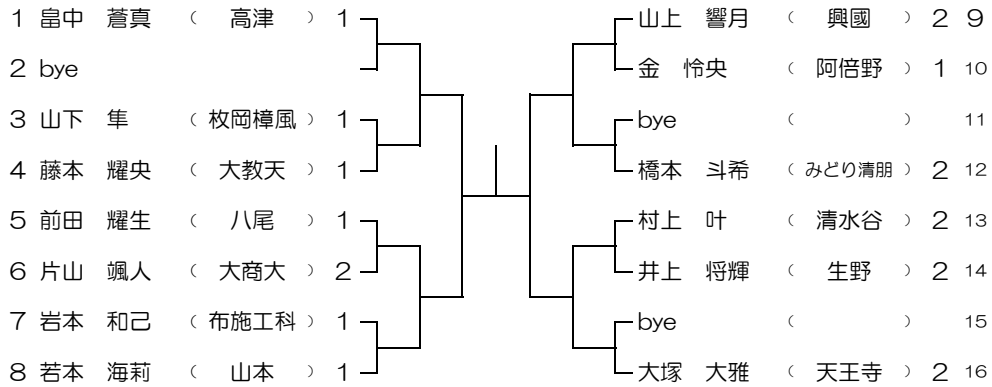 1 畠中 蒼真 （ 高津 ） 1
2 bye
3 山下 隼 （ 枚岡樟風 ） 1
4 藤本 耀央 （ 大教天 ） 1
5 前田 耀生 （ 八尾 ） 1
6 片山 颯人 （ 大商大 ） 2
7 岩本 和己 （ 布施工科 ） 1
8 若本 海莉 （ 山本 ） 1
山上 響月 （ 興國 ） 2 9
金 怜央 （ 阿倍野 ） 1 10
bye （ ） 11
橋本 斗希 （ みどり清朋 ） 2 12
村上 叶 （ 清水谷 ） 2 13
井上 将輝 （ 生野 ） 2 14
bye （ ） 15
大塚 大雅 （ 天王寺 ） 2 16